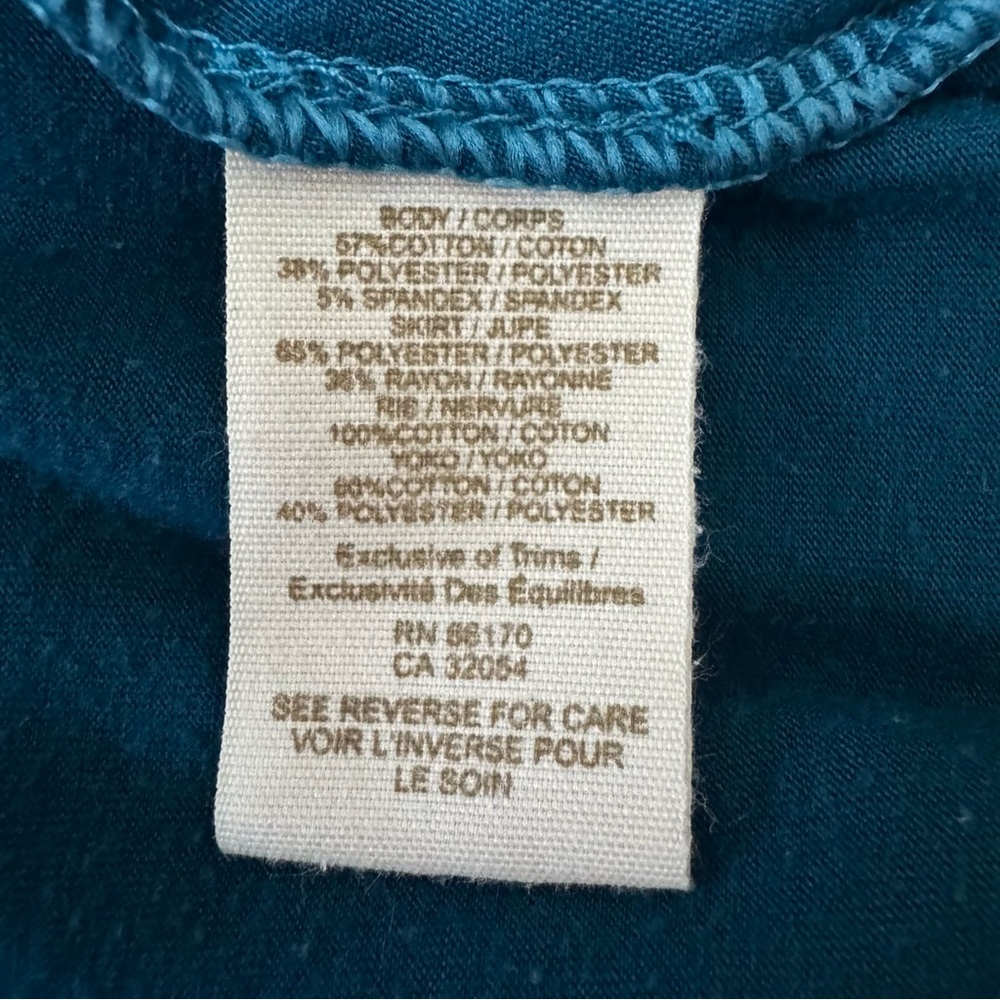 BODY / CORPS
57%COTTON / COTON
38% POLYESTER / POLYESTER
5% SPANDEX / SPANDEX
SKIRT / JUPE
65% POLYESTER / POLYESTER
35% RAYON / RAYONNE
RIB / NERVURE
100%COTTON / COTON
YOKO / YOKO
60%COTTON / COTON
40% POLYESTER / POLYESTER
Exclusive of Trims /
Exclusivité Des Équilibres
RN 66170
CA 32054
SEE REVERSE FOR CARE
VOIR L'INVERSE POUR
LE SOIN